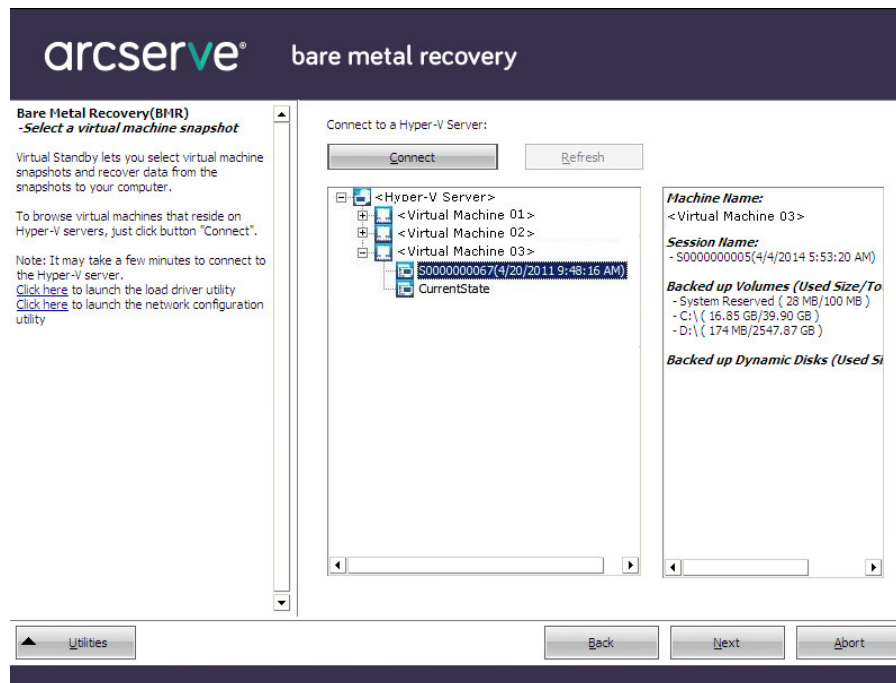 arcserve®
bare metal recovery
Bare Metal Recovery(BMR)
-Select a virtual machine snapshot
Virtual Standby lets you select virtual machine
snapshots and recover data from the
snapshots to your computer.
To browse virtual machines that reside on
Hyper-V servers, just click button "Connect".
Note: It may take a few minutes to connect to
the Hyper-V server.
Click here to launch the load driver utility
Click here to launch the network configuration
utility
Connect to a Hyper-V Server:
Connect
Refresh
<Hyper-V Server>
<Virtual Machine 01>
<Virtual Machine 02>
<Virtual Machine 03>
S0000000067(4/20/2011 9:48:16 AM)
CurrentState
Machine Name:
<Virtual Machine 03>
Session Name:
- S0000000005(4/4/2014 5:53:20 AM)
Backed up Volumes (Used Size/To
- System Reserved ( 28 MB/100 MB )
- C:\ ( 16.85 GB/39.90 GB )
- D:\ ( 174 MB/2547.87 GB )
Backed up Dynamic Disks (Used Si
Utilities
Back
Next
Abort